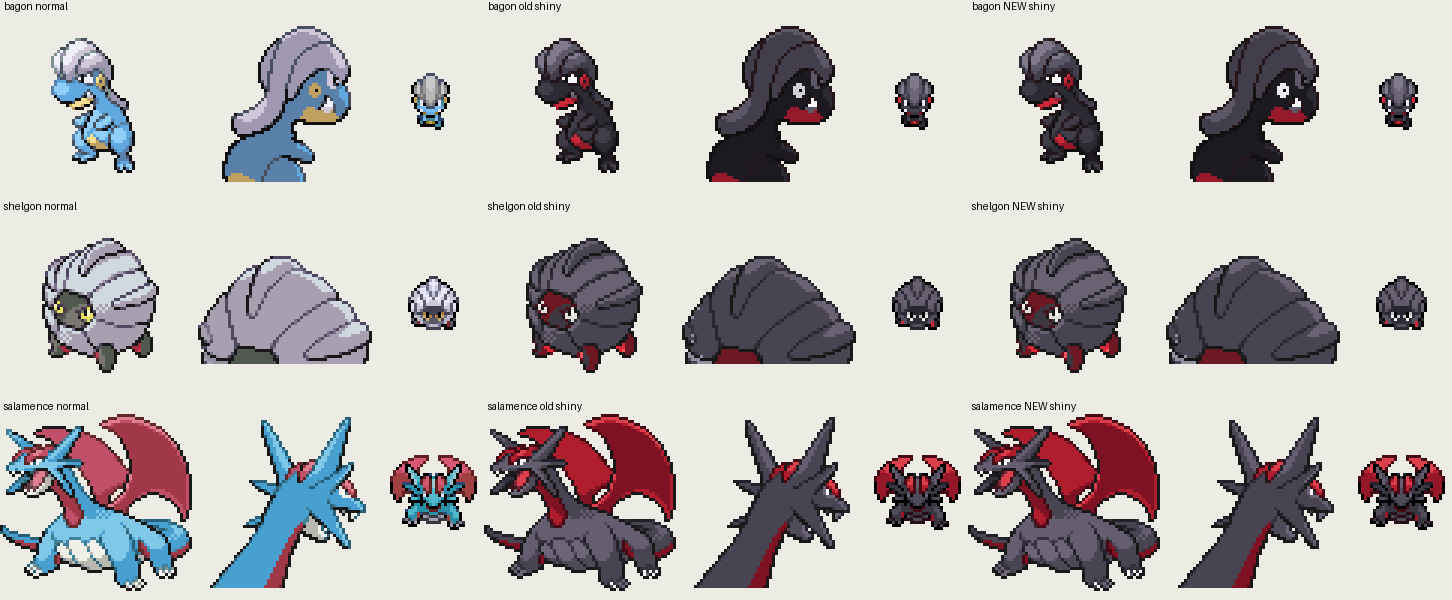 bagon normal
bagon old shiny
bagon NEW shiny
shelgon normal
shelgon old shiny
shelgon NEW shiny
salamence normal
salamence old shiny
salamence NEW shiny